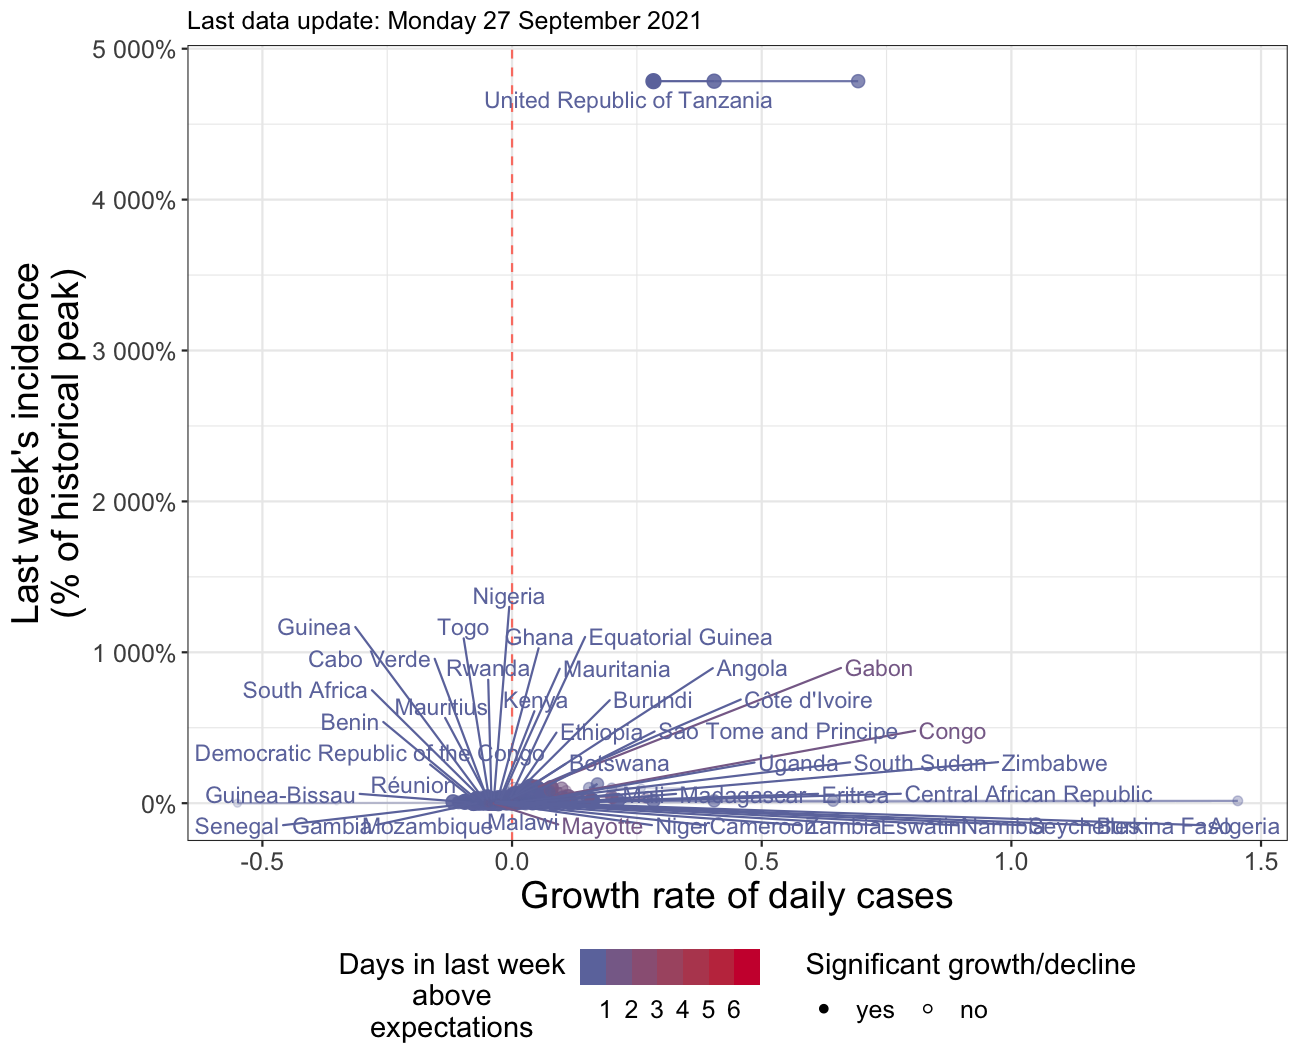 Last data update: Monday 27 September 2021
5 000%
4 000%
3 000%
2 000%
1 000%
0%
Last week's incidence
(% of historical peak)
United Republic of Tanzania
Nigeria
Guinea
Togo
Ghana
Equatorial Guinea
Cabo Verde
Rwanda
Mauritania
Angola
Gabon
South Africa
Mauritius
Kenya
Burundi
Côte d'Ivoire
Benin
Ethiopia
Sao Tome and Principe
Congo
Democratic Republic of the Congo
Botswana
Uganda
South Sudan
Zimbabwe
Réunion
Guinea-Bissau
Mali
Madagascar
Eritrea
Central African Republic
Senegal
Gambia
Mozambique
Malawi
Mayotte
Niger
Cameroon
Zambia
Eswatini
Namibia
Seychelles
Burkina Faso
Algeria
-0.5
0.0
0.5
1.0
1.5
Growth rate of daily cases
Days in last week
above
expectations
1 2 3 4 5 6
Significant growth/decline
yes
no